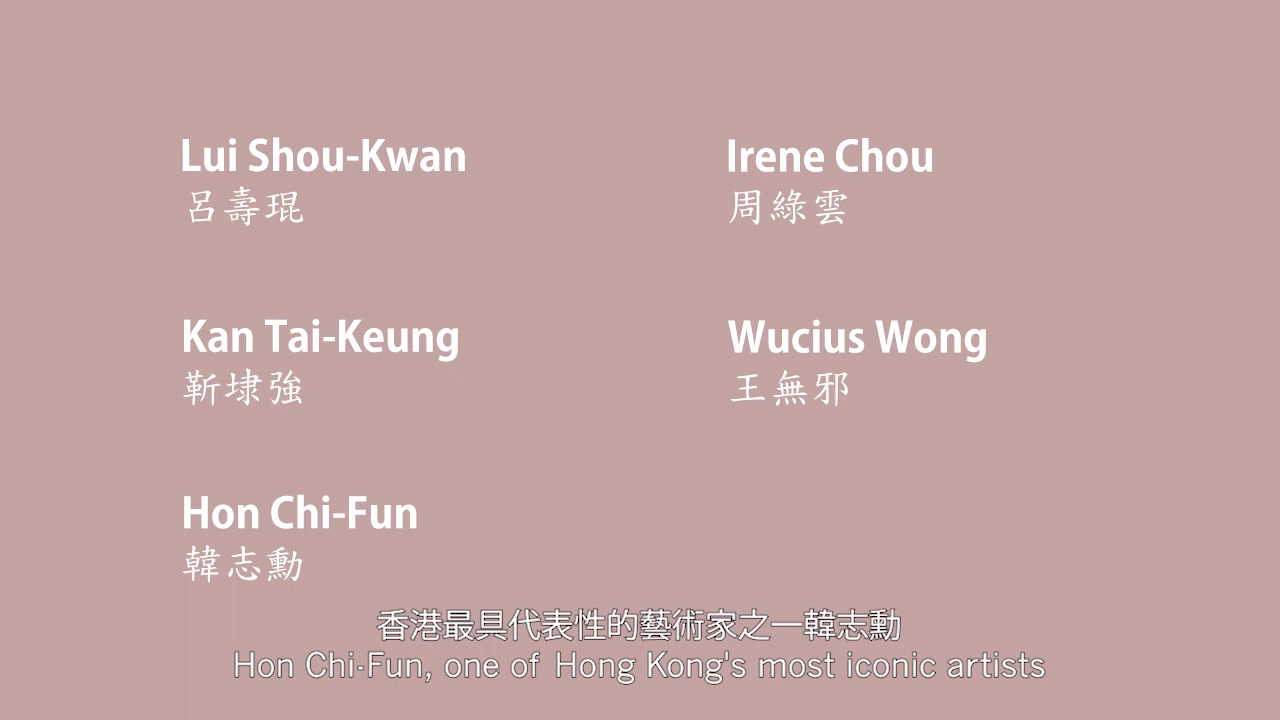 Lui Shou-Kwan
呂壽琨
Irene Chou
周綠雲
Kan Tai-Keung
靳埭強
Wucius Wong
王無邪
Hon Chi-Fun
韓志勳
香港最具代表性的藝術家之一韓志勳
Hon Chi-Fun, one of Hong Kong's most iconic artists